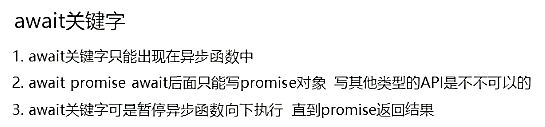 await关键字
1. await关键字只能出现在异步函数中
2. await promise await后面只能写promise对象 写其他类型的API是不不可以的
3. await关键字可是暂停异步函数向下执行 直到promise返回结果